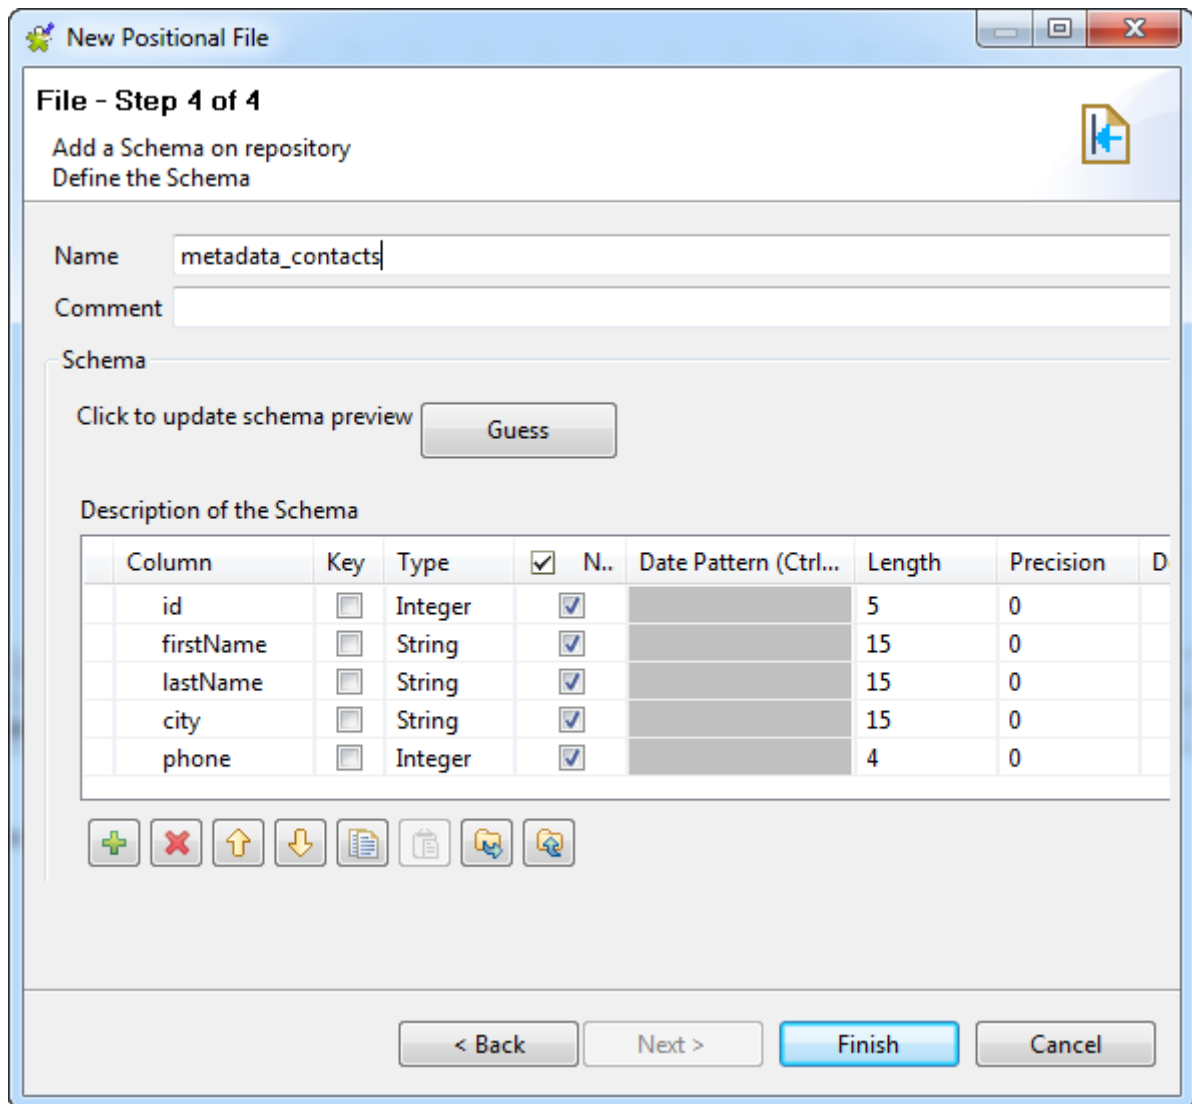 New Positional File
File - Step 4 of 4
Add a Schema on repository
Define the Schema
Name metadata_contacts
Comment
Schema
Click to update schema preview Guess
Description of the Schema
Column Key Type N.. Date Pattern (Ctrl... Length Precision D
id Integer 5 0
firstName String 15 0
lastName String 15 0
city String 15 0
phone Integer 4 0
< Back Next > Finish Cancel